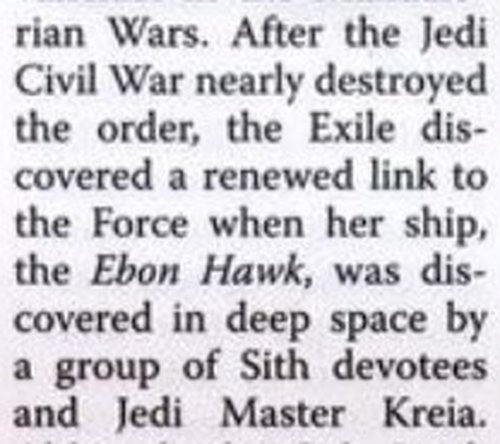 rian Wars. After the Jedi
Civil War nearly destroyed
the order, the Exile dis-
covered a renewed link to
the Force when her ship,
the Ebon Hawk, was dis-
covered in deep space by
a group of Sith devotees
and Jedi Master Kreia.